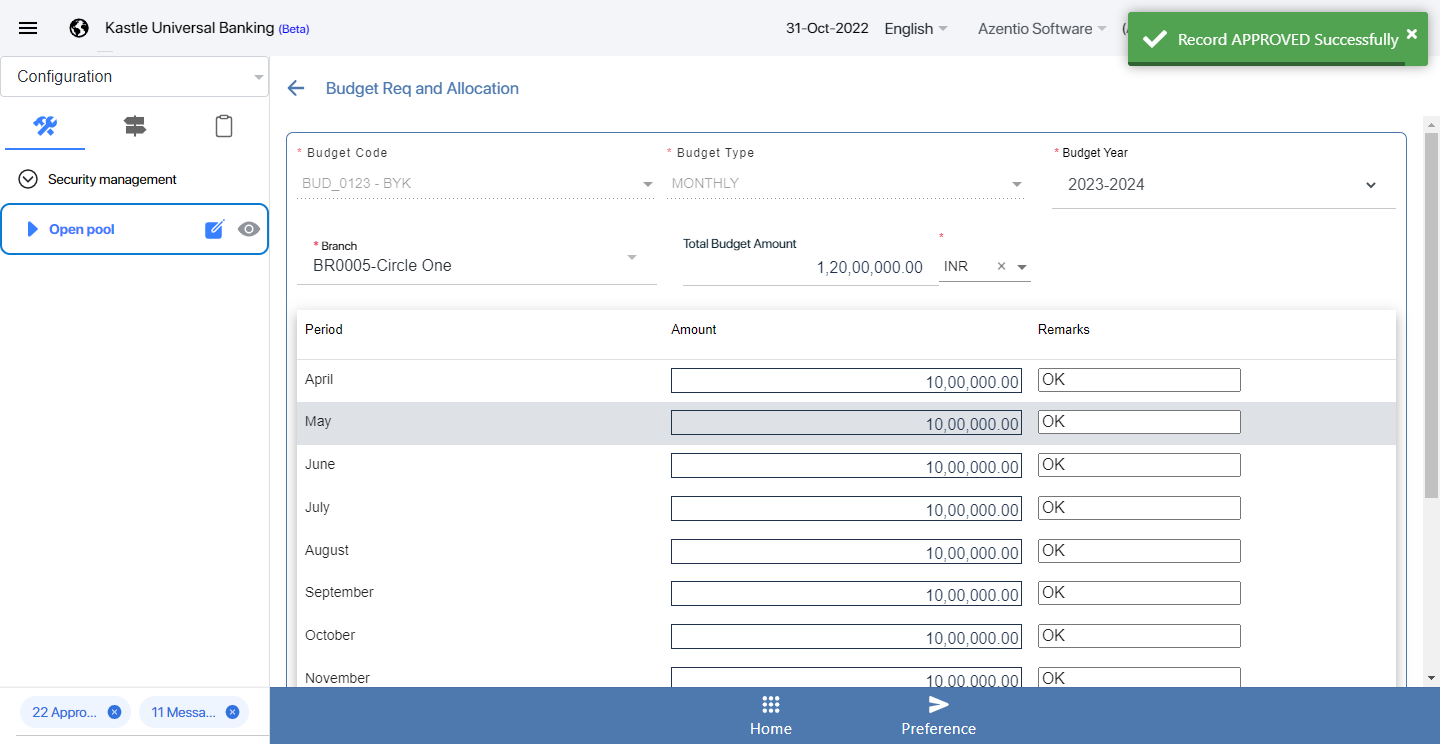 Kastle Universal Banking (Beta)
31-Oct-2022
English
Azentio Software
Record APPROVED Successfully
Configuration
Security management
Open pool
Budget Req and Allocation
* Budget Code
BUD_0123 - BYK
* Budget Type
MONTHLY
* Budget Year
2023-2024
* Branch
BR0005-Circle One
Total Budget Amount
1,20,00,000.00
*
INR
Period Amount Remarks
April 10,00,000.00 OK
May 10,00,000.00 OK
June 10,00,000.00 OK
July 10,00,000.00 OK
August 10,00,000.00 OK
September 10,00,000.00 OK
October 10,00,000.00 OK
November 10,00,000.00 OK
22 Appro...
11 Messa...
Home
Preference